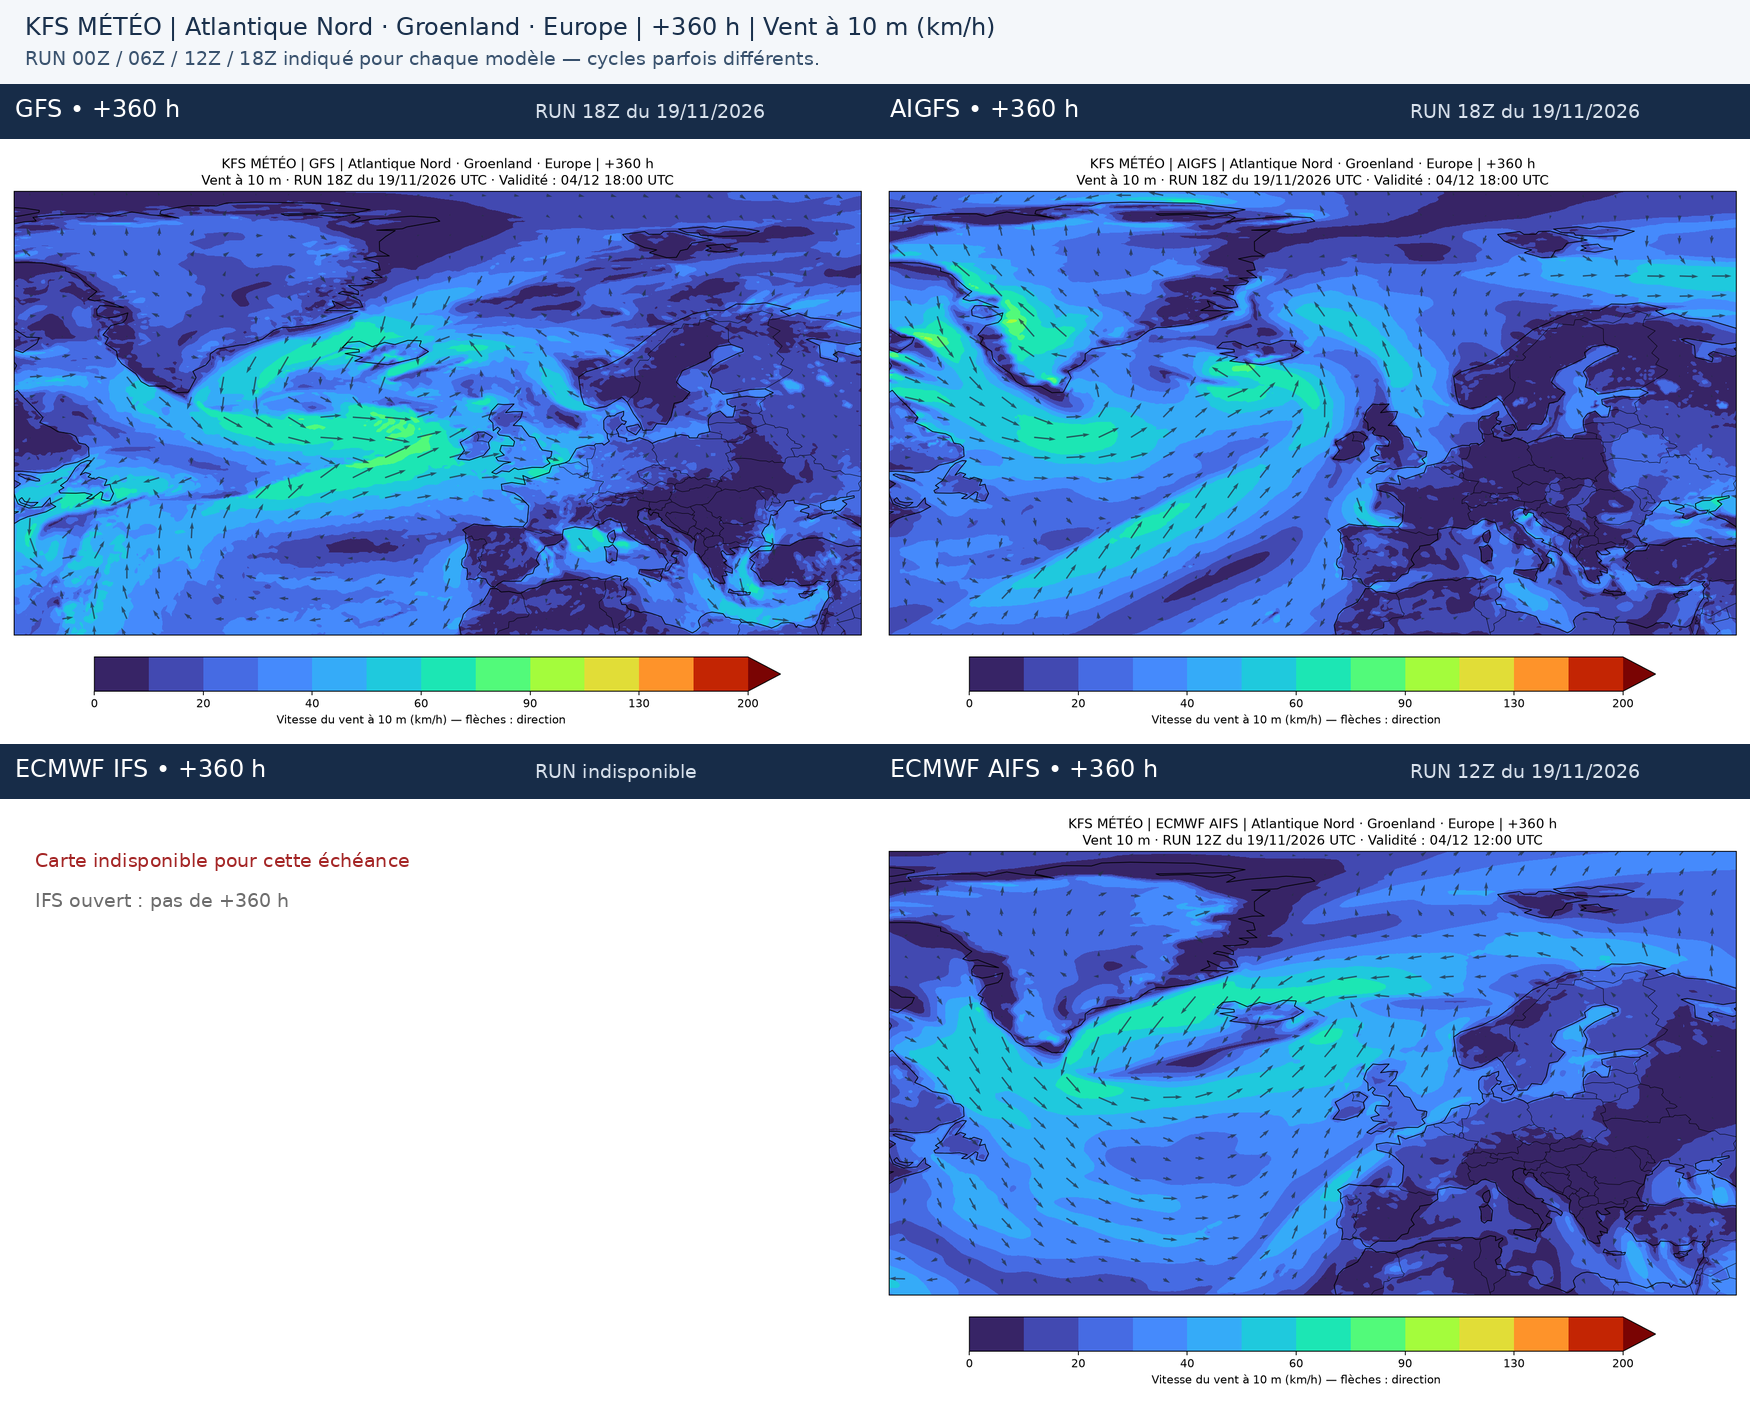 KFS MÉTÉO | Atlantique Nord · Groenland · Europe | +360 h | Vent à 10 m (km/h)
RUN 00Z / 06Z / 12Z / 18Z indiqué pour chaque modèle — cycles parfois différents.
GFS • +360 h
RUN 18Z du 19/11/2026
AIGFS • +360 h
RUN 18Z du 19/11/2026
KFS MÉTÉO | GFS | Atlantique Nord · Groenland · Europe | +360 h
Vent à 10 m · RUN 18Z du 19/11/2026 UTC · Validité : 04/12 18:00 UTC
KFS MÉTÉO | AIGFS | Atlantique Nord · Groenland · Europe | +360 h
Vent à 10 m · RUN 18Z du 19/11/2026 UTC · Validité : 04/12 18:00 UTC
0 20 40 60 90 130 200
Vitesse du vent à 10 m (km/h) — flèches : direction
0 20 40 60 90 130 200
Vitesse du vent à 10 m (km/h) — flèches : direction
ECMWF IFS • +360 h
RUN indisponible
ECMWF AIFS • +360 h
RUN 12Z du 19/11/2026
Carte indisponible pour cette échéance
IFS ouvert : pas de +360 h
KFS MÉTÉO | ECMWF AIFS | Atlantique Nord · Groenland · Europe | +360 h
Vent 10 m · RUN 12Z du 19/11/2026 UTC · Validité : 04/12 12:00 UTC
0 20 40 60 90 130 200
Vitesse du vent à 10 m (km/h) — flèches : direction